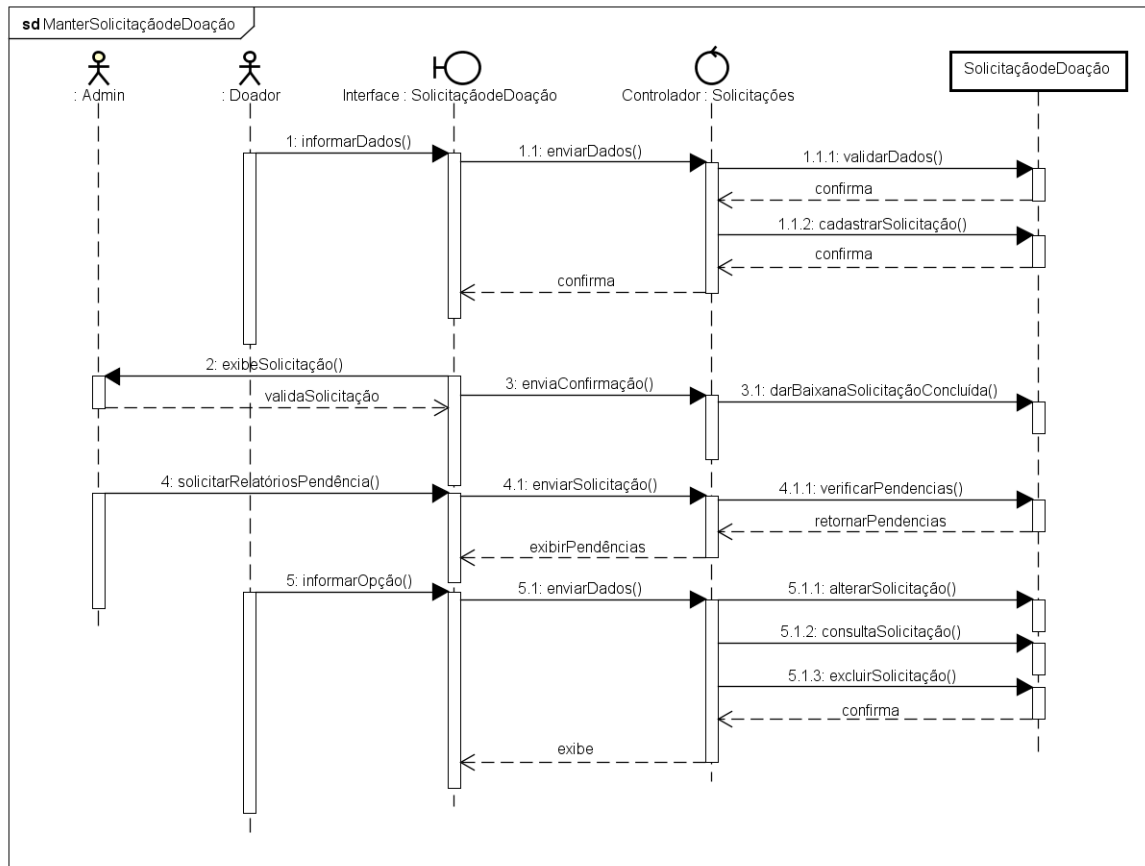 sd ManterSolicitaçãodeDoação
: Admin
: Doador
Interface : SolicitaçãodeDoação
Controlador : Solicitações
SolicitaçãodeDoação
1: informarDados()
1.1: enviarDados()
1.1.1: validarDados()
confirma
1.1.2: cadastrarSolicitação()
confirma
confirma
2: exibeSolicitação()
validaSolicitação
3: enviaConfirmação()
3.1: darBaixanaSolicitaçãoConcluída()
4: solicitarRelatóriosPendência()
4.1: enviarSolicitação()
4.1.1: verificarPendencias()
retornarPendencias
exibirPendências
5: informarOpção()
5.1: enviarDados()
5.1.1: alterarSolicitação()
5.1.2: consultaSolicitação()
5.1.3: excluirSolicitação()
confirma
exibe